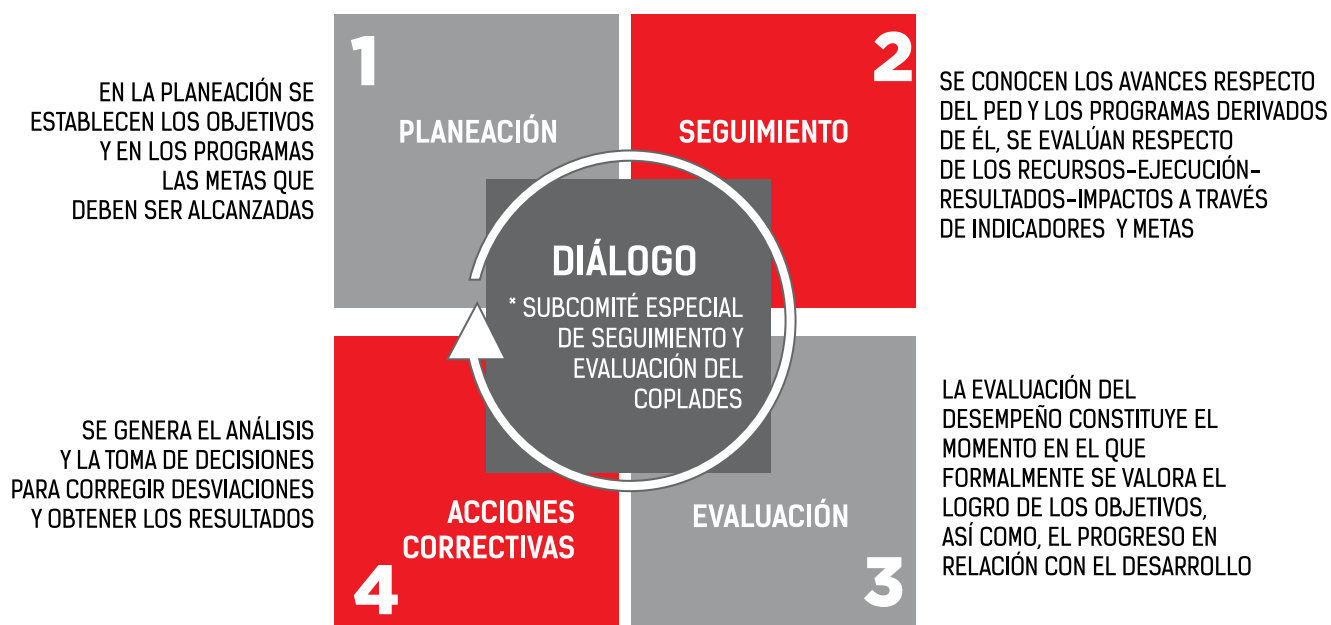 1
PLANEACIÓN
EN LA PLANEACIÓN SE
ESTABLECEN LOS OBJETIVOS
Y EN LOS PROGRAMAS
LAS METAS QUE
DEBEN SER ALCANZADAS
2
SEGUIMIENTO
SE CONOCEN LOS AVANCES RESPECTO
DEL PED Y LOS PROGRAMAS DERIVADOS
DE ÉL, SE EVALÚAN RESPECTO
DE LOS RECURSOS-EJECUCIÓN-
RESULTADOS-IMPACTOS A TRAVÉS
DE INDICADORES Y METAS
DIÁLOGO
* SUBCOMITÉ ESPECIAL
DE SEGUIMIENTO Y
EVALUACIÓN DEL
COPLADES
EVALUACIÓN
3
LA EVALUACIÓN DEL
DESEMPEÑO CONSTITUYE EL
MOMENTO EN EL QUE
FORMALMENTE SE VALORA EL
LOGRO DE LOS OBJETIVOS,
ASÍ COMO, EL PROGRESO EN
RELACIÓN CON EL DESARROLLO
ACCIONES
CORRECTIVAS
4
SE GENERA EL ANÁLISIS
Y LA TOMA DE DECISIONES
PARA CORREGIR DESVIACIONES
Y OBTENER LOS RESULTADOS